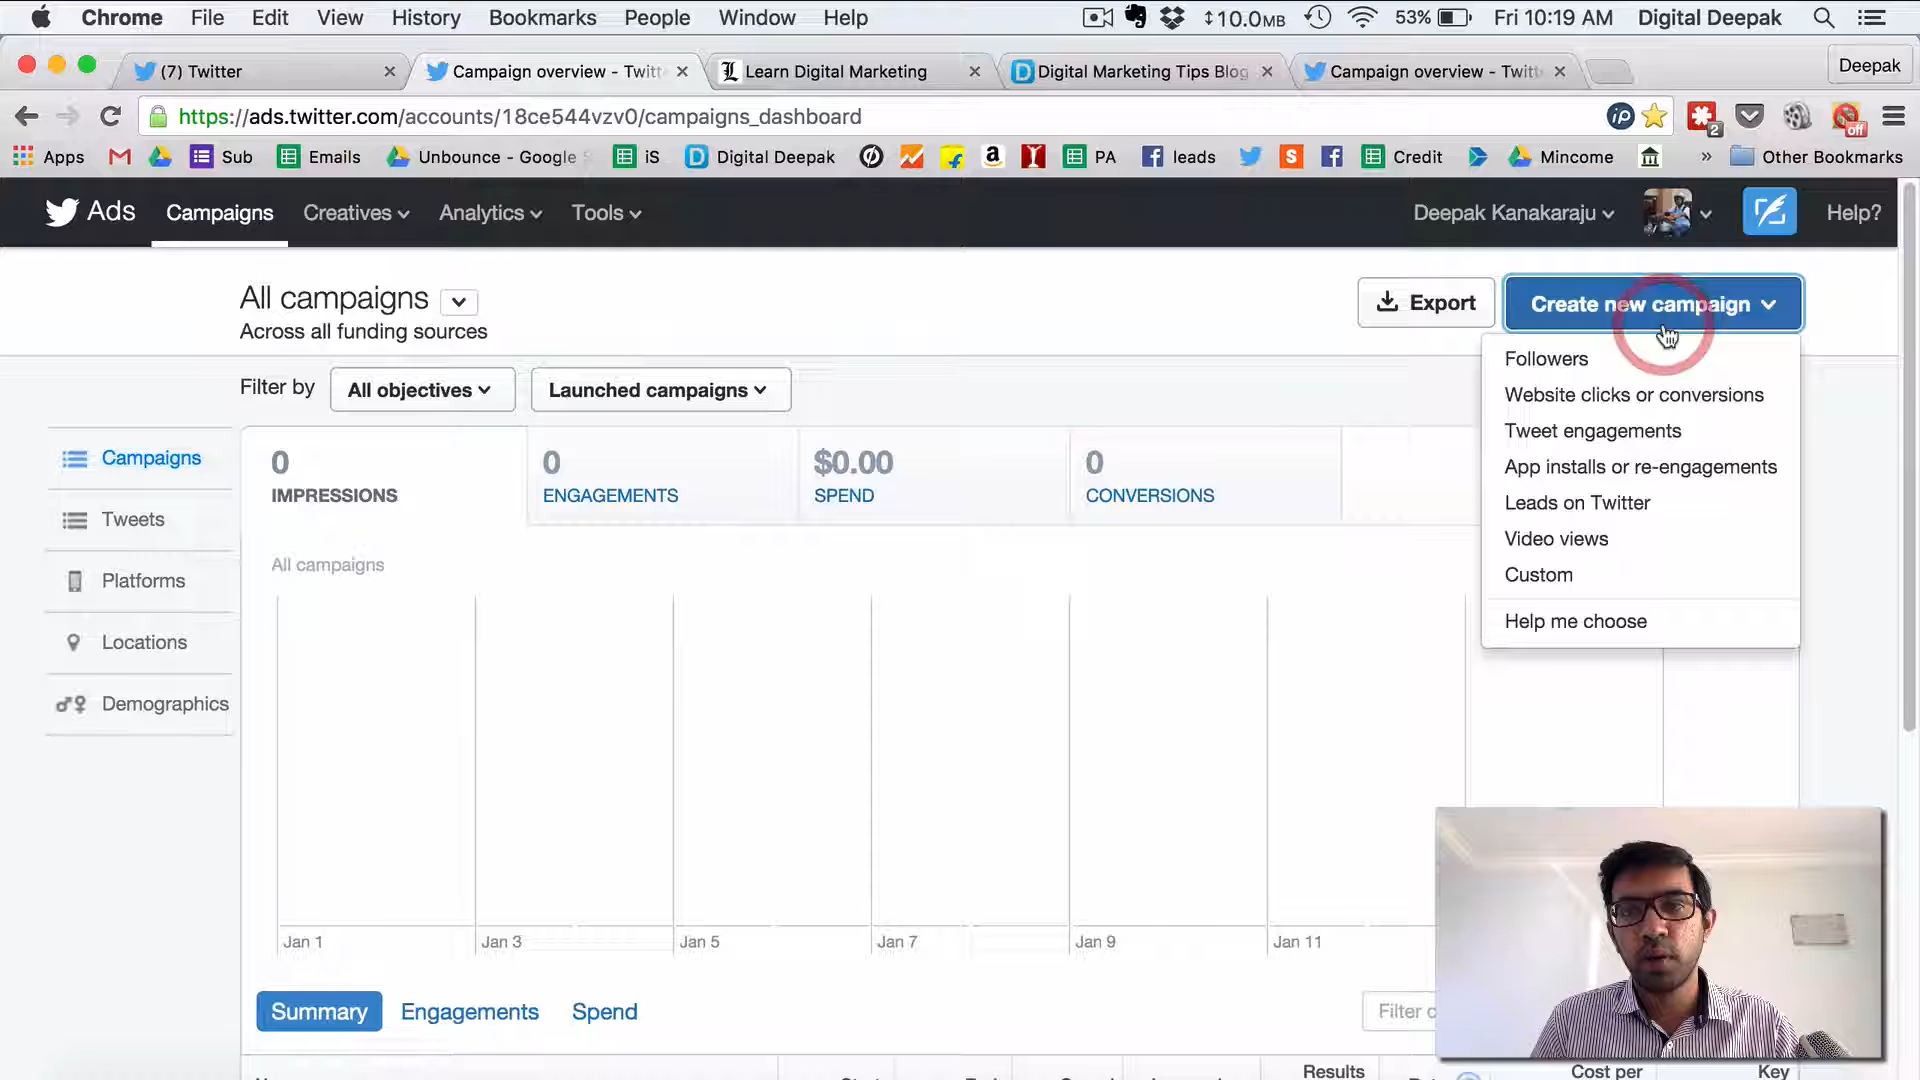 Chrome File Edit View History Bookmarks People Window Help 10.0MB 53% Fri 10:19 AM Digital Deepak
(7) Twitter Campaign overview - Twitt Learn Digital Marketing Digital Marketing Tips Blog Campaign overview - Twitt Deepak
https://ads.twitter.com/accounts/18ce544vzv0/campaigns_dashboard
Apps Sub Emails Unbounce - Google iS Digital Deepak PA leads Credit Mincome » Other Bookmarks
Ads Campaigns Creatives Analytics Tools Deepak Kanakaraju Help?
All campaigns
Across all funding sources
Export
Create new campaign
Followers
Website clicks or conversions
Tweet engagements
App installs or re-engagements
Leads on Twitter
Video views
Custom
Help me choose
Filter by All objectives Launched campaigns
Campaigns
Tweets
Platforms
Locations
Demographics
0 0 $0.00 0
IMPRESSIONS ENGAGEMENTS SPEND CONVERSIONS
All campaigns
Jan 1 Jan 3 Jan 5 Jan 7 Jan 9 Jan 11
Summary Engagements Spend Filter
Results Cost per Key